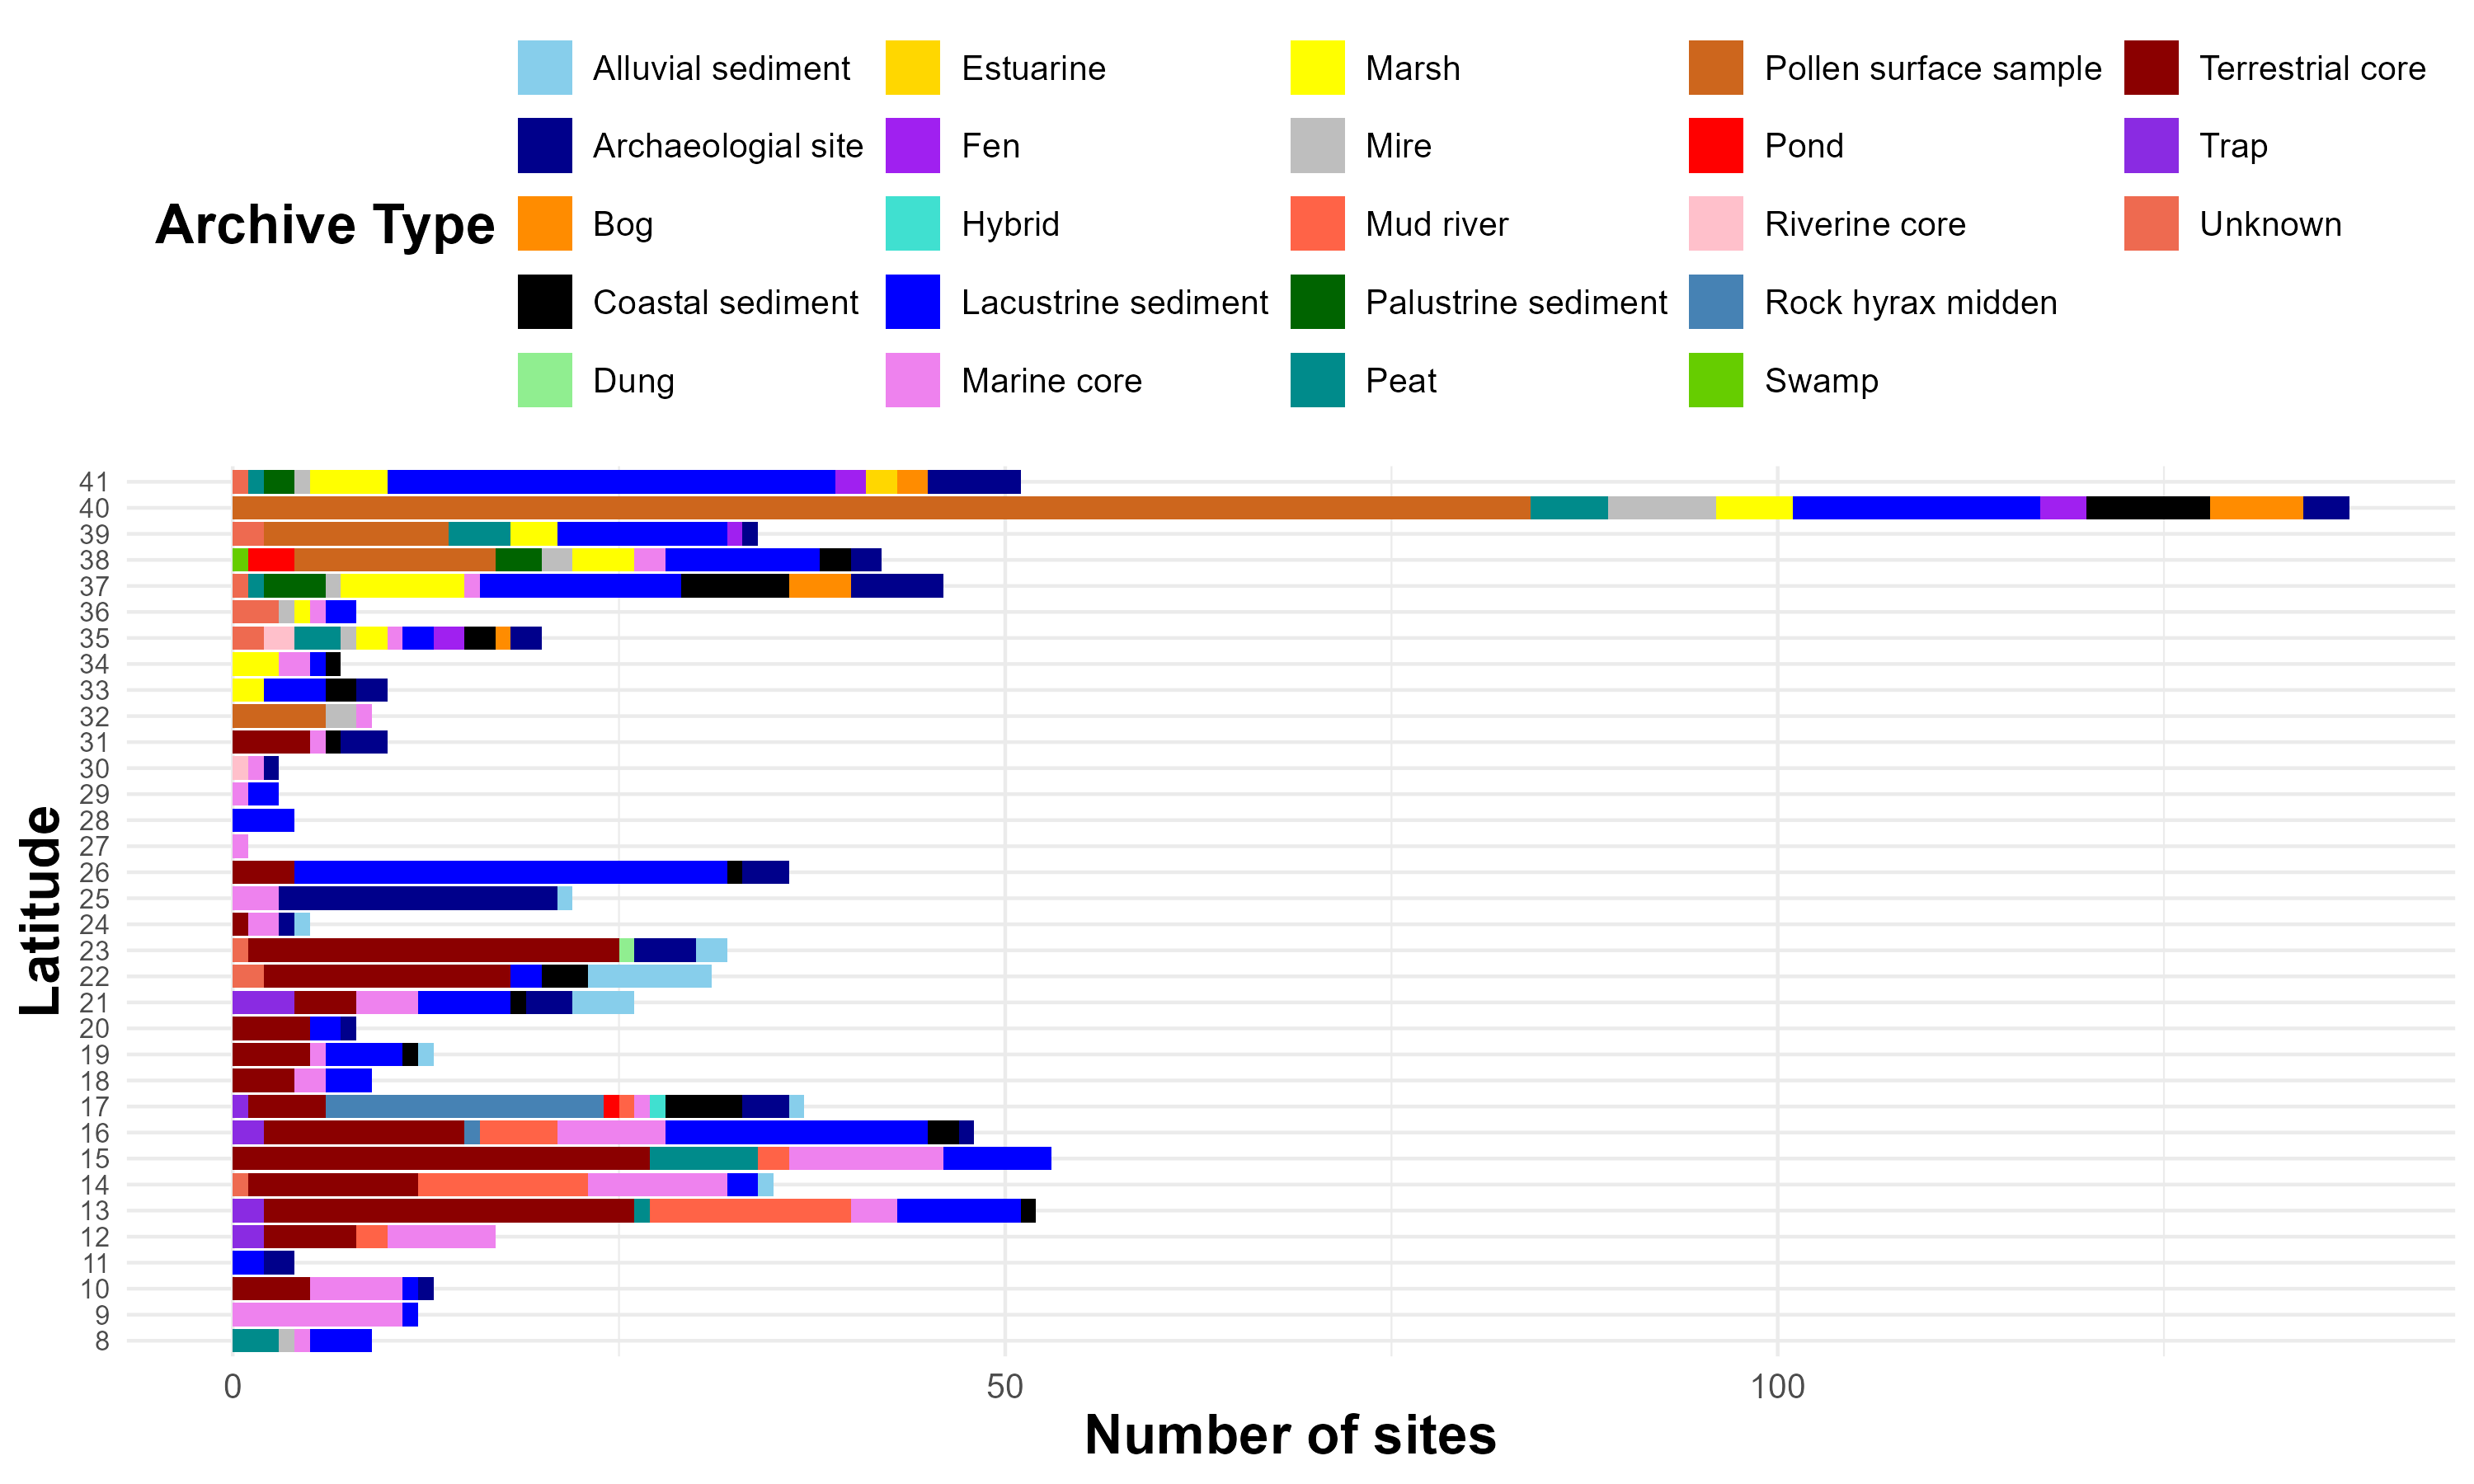 Archive Type
Alluvial sediment
Archaeologial site
Bog
Coastal sediment
Dung
Estuarine
Fen
Hybrid
Lacustrine sediment
Marine core
Marsh
Mire
Mud river
Palustrine sediment
Peat
Pollen surface sample
Pond
Riverine core
Rock hyrax midden
Swamp
Terrestrial core
Trap
Unknown
Latitude
41
40
39
38
37
36
35
34
33
32
31
30
29
28
27
26
25
24
23
22
21
20
19
18
17
16
15
14
13
12
11
10
9
8
0 50 100
Number of sites